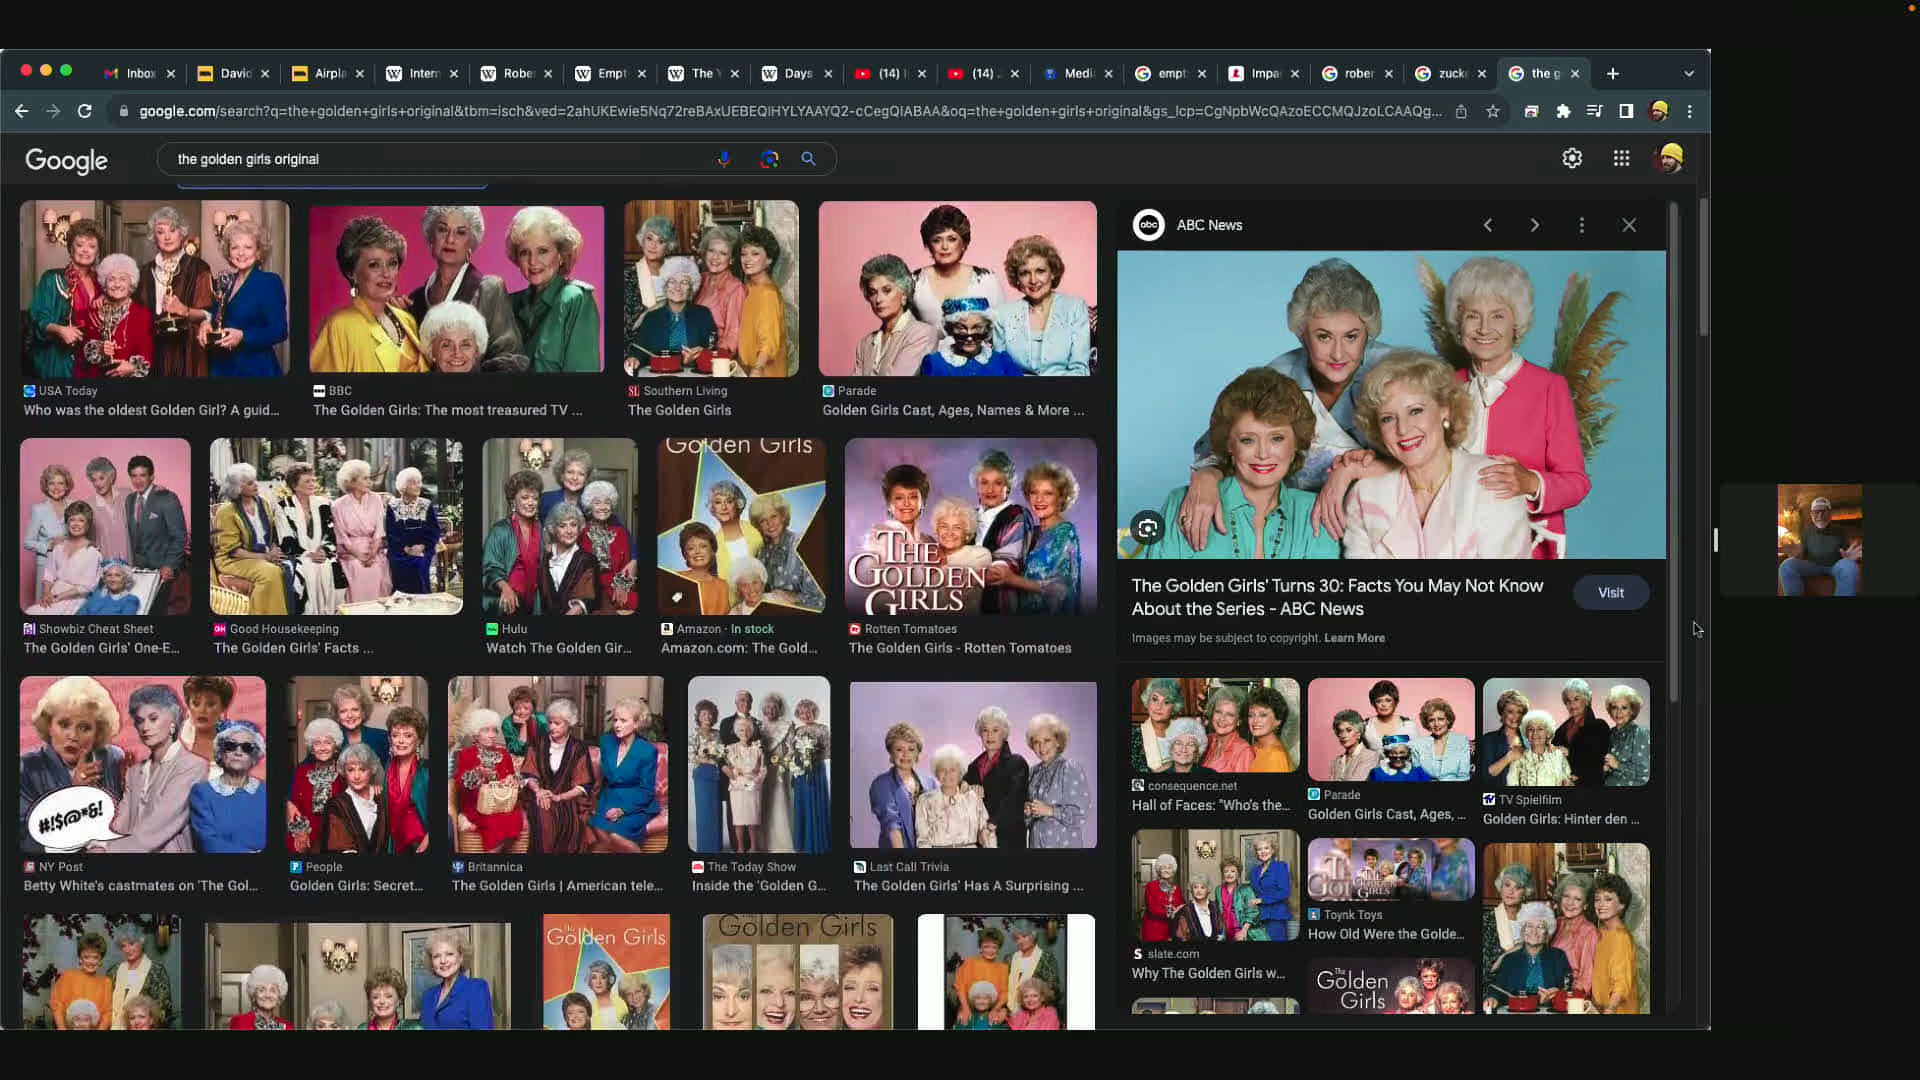 Inbox
David
Airpla
Intern
Rober
Empt
The Y
Days
(14) I
(14)
Medi
empt
Impa
rober
zucke
the g
google.com/search?q=the+golden+girls+original&tbm=isch&ved=2ahUKEwie5Nq72reBAxUEBEQIHYLYAAYQ2-cCegQIABAA&oq=the+golden+girls+original&gs_lcp=CgNpbWcQAzoECCMQJzoLCAAQg...
Google
the golden girls original
USA Today
Who was the oldest Golden Girl? A guid...
BBC
The Golden Girls: The most treasured TV ...
SL Southern Living
The Golden Girls
Parade
Golden Girls Cast, Ages, Names & More ...
abc ABC News
The Golden Girls' Turns 30: Facts You May Not Know
About the Series - ABC News
Visit
Images may be subject to copyright. Learn More
Golden Girls
THE
GOLDEN
GIRLS
Showbiz Cheat Sheet
The Golden Girls' One-E...
GH Good Housekeeping
The Golden Girls' Facts ...
Hulu
Watch The Golden Gir...
Amazon · In stock
Amazon.com: The Gold...
Rotten Tomatoes
The Golden Girls - Rotten Tomatoes
#!$@*&!
NY Post
Betty White's castmates on 'The Gol...
People
Golden Girls: Secret...
Britannica
The Golden Girls | American tele...
The Today Show
Inside the 'Golden G...
Last Call Trivia
The Golden Girls' Has A Surprising ...
The
Golden Girls
Golden Girls
consequence.net
Hall of Faces: "Who's the...
Parade
Golden Girls Cast, Ages, ...
TV Spielfilm
Golden Girls: Hinter den ...
GOLDEN
GIRLS
slate.com
Why The Golden Girls w...
Toynk Toys
How Old Were the Golde...
The
Golden
Girls